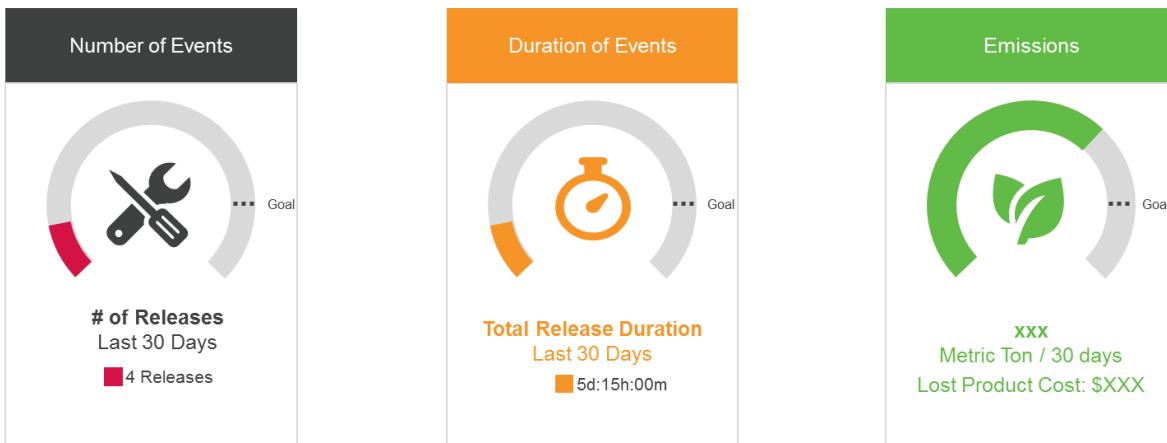 Number of Events
Goal
# of Releases
Last 30 Days
4 Releases
Duration of Events
Goal
Total Release Duration
Last 30 Days
5d:15h:00m
Emissions
Goa
xxx
Metric Ton / 30 days
Lost Product Cost: $XXX